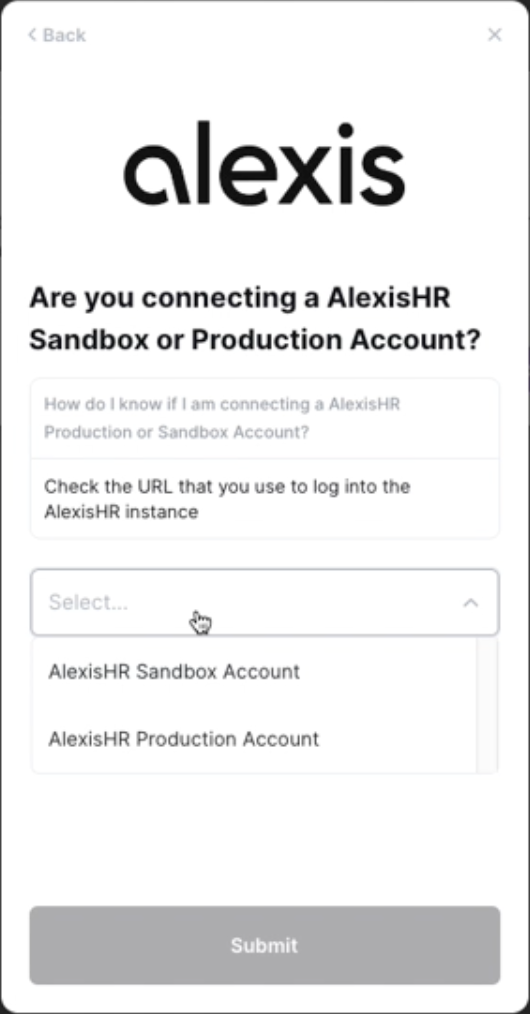 Back
alexis
Are you connecting a AlexisHR
Sandbox or Production Account?
How do I know if I am connecting a AlexisHR
Production or Sandbox Account?
Check the URL that you use to log into the
AlexisHR instance
Select...
AlexisHR Sandbox Account
AlexisHR Production Account
Submit